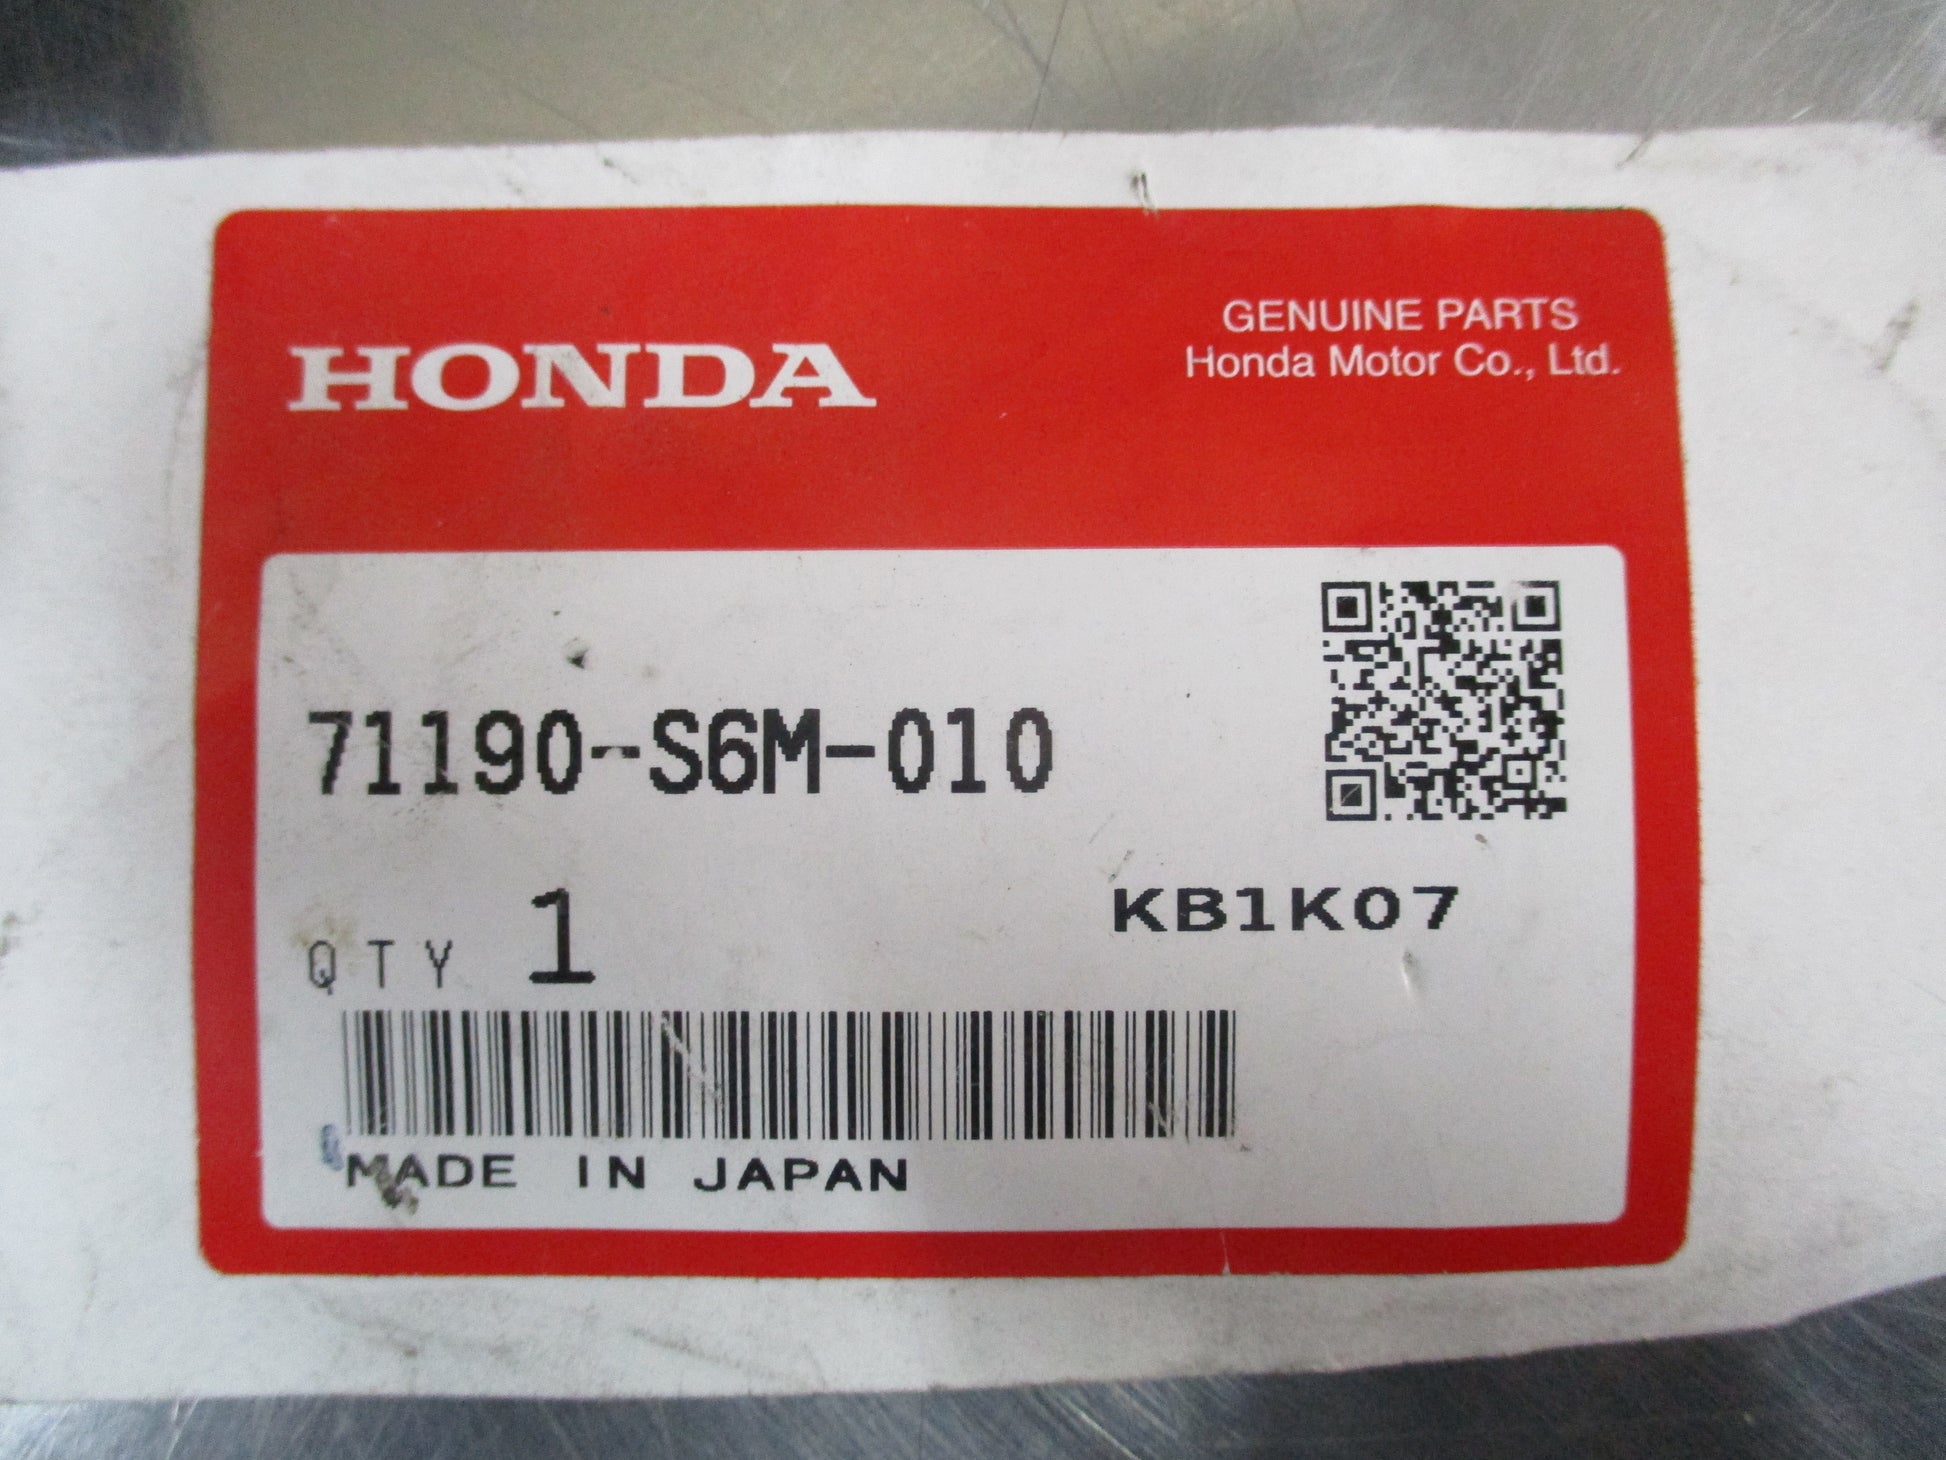 HONDA
GENUINE PARTS
Honda Motor Co., Ltd.
71190-S6M-010
QTY 1
KB1K07
MADE IN JAPAN